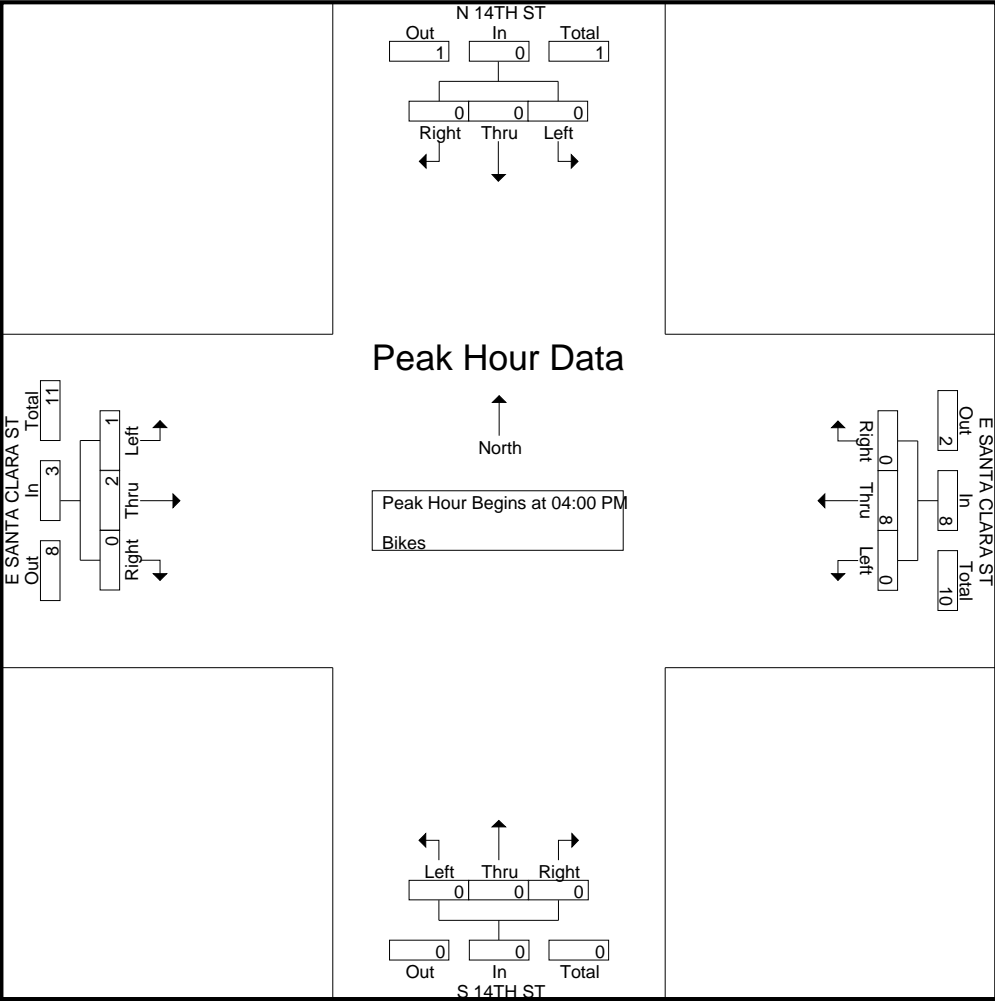 N 14TH ST
Out In Total
1 0 1
0 0 0
Right Thru Left
Peak Hour Data
North
Peak Hour Begins at 04:00 PM
Bikes
E SANTA CLARA ST
Total In Out
11 3 8
1 2 0
Left Thru Right
Right Thru Left
0 8 0
Out In Total
2 8 10
E SANTA CLARA ST
Left Thru Right
0 0 0
0 0 0
Out In Total
S 14TH ST